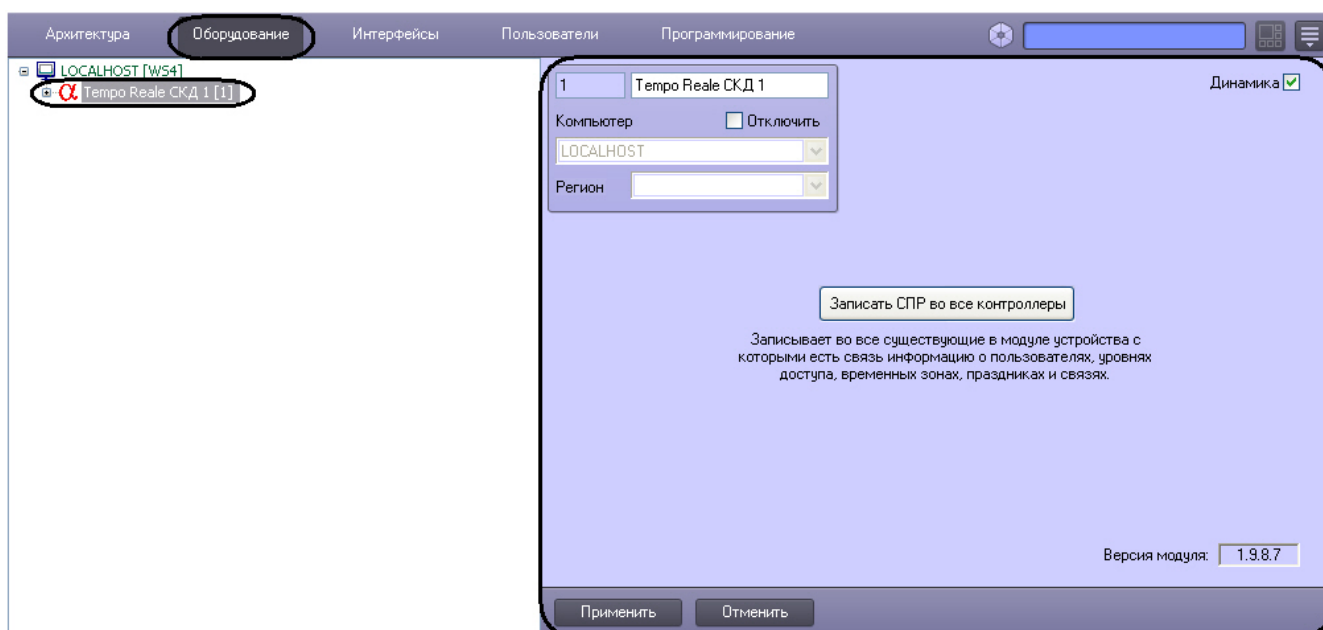 Архитектура Оборудование Интерфейсы Пользователи Программирование
LOCALHOST [WS4]
Tempo Reale СКД 1 [1]
1 Tempo Reale СКД 1
Динамика
Компьютер Отключить
LOCALHOST
Регион
Записать СПР во все контроллеры
Записывает во все существующие в модуле устройства с
которыми есть связь информацию о пользователях, уровнях
доступа, временных зонах, праздниках и связях.
Версия модуля: 1.9.8.7
Применить Отменить